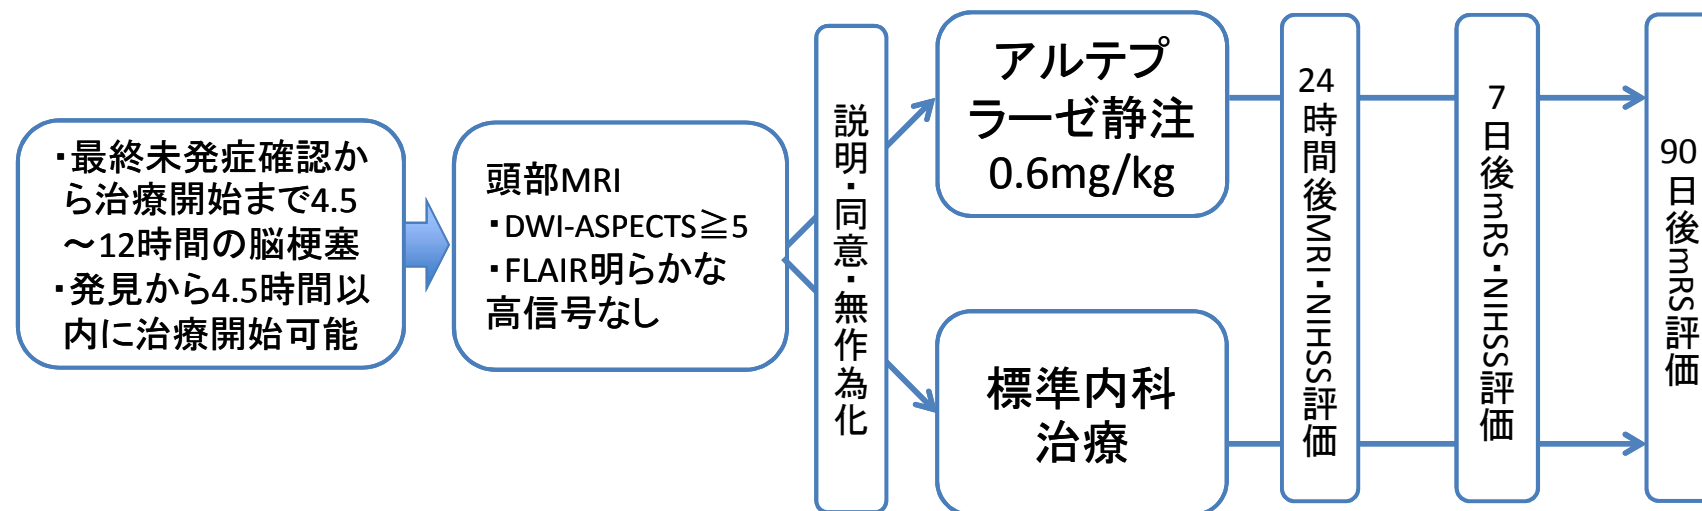 ・最終未発症確認か
ら治療開始まで4.5
～12時間の脳梗塞
・発見から4.5時間以
内に治療開始可能
頭部MRI
・DWI-ASPECTS≧5
・FLAIR明らかな
高信号なし
説明・同意・無作為化
アルテプ
ラーゼ静注
0.6mg/kg
標準内科
治療
24時間後MRI・NIHSS評価
7日後mRS・NIHSS評価
90日後mRS評価